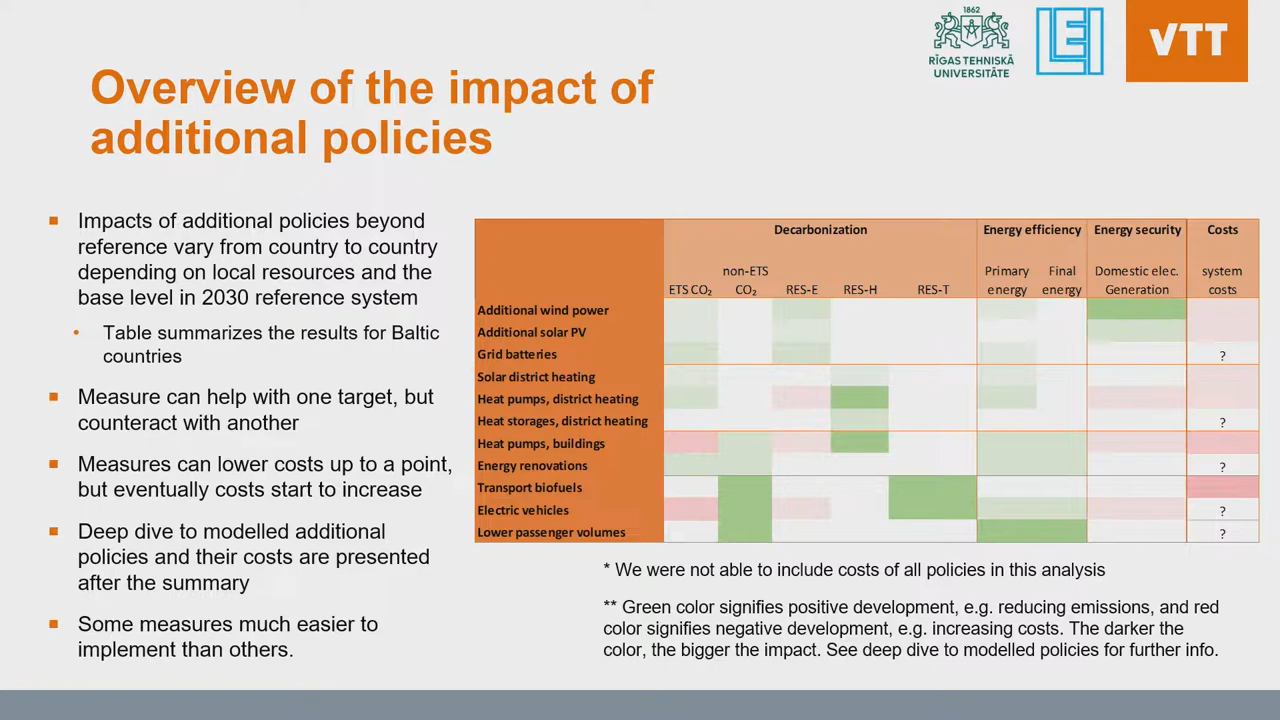 1862
RĪGAS TEHNISKĀ
UNIVERSITĀTE
LEI
VTT
Overview of the impact of
additional policies
▪ Impacts of additional policies beyond
reference vary from country to country
depending on local resources and the
base level in 2030 reference system
• Table summarizes the results for Baltic
countries
▪ Measure can help with one target, but
counteract with another
▪ Measures can lower costs up to a point,
but eventually costs start to increase
▪ Deep dive to modelled additional
policies and their costs are presented
after the summary
▪ Some measures much easier to
implement than others.
Decarbonization Energy efficiency Energy security Costs
non-ETS Primary Final Domestic elec. system
ETS CO₂ CO₂ RES-E RES-H RES-T energy energy Generation costs
Additional wind power
Additional solar PV
Grid batteries ?
Solar district heating
Heat pumps, district heating
Heat storages, district heating ?
Heat pumps, buildings
Energy renovations ?
Transport biofuels
Electric vehicles ?
Lower passenger volumes ?
* We were not able to include costs of all policies in this analysis
** Green color signifies positive development, e.g. reducing emissions, and red
color signifies negative development, e.g. increasing costs. The darker the
color, the bigger the impact. See deep dive to modelled policies for further info.